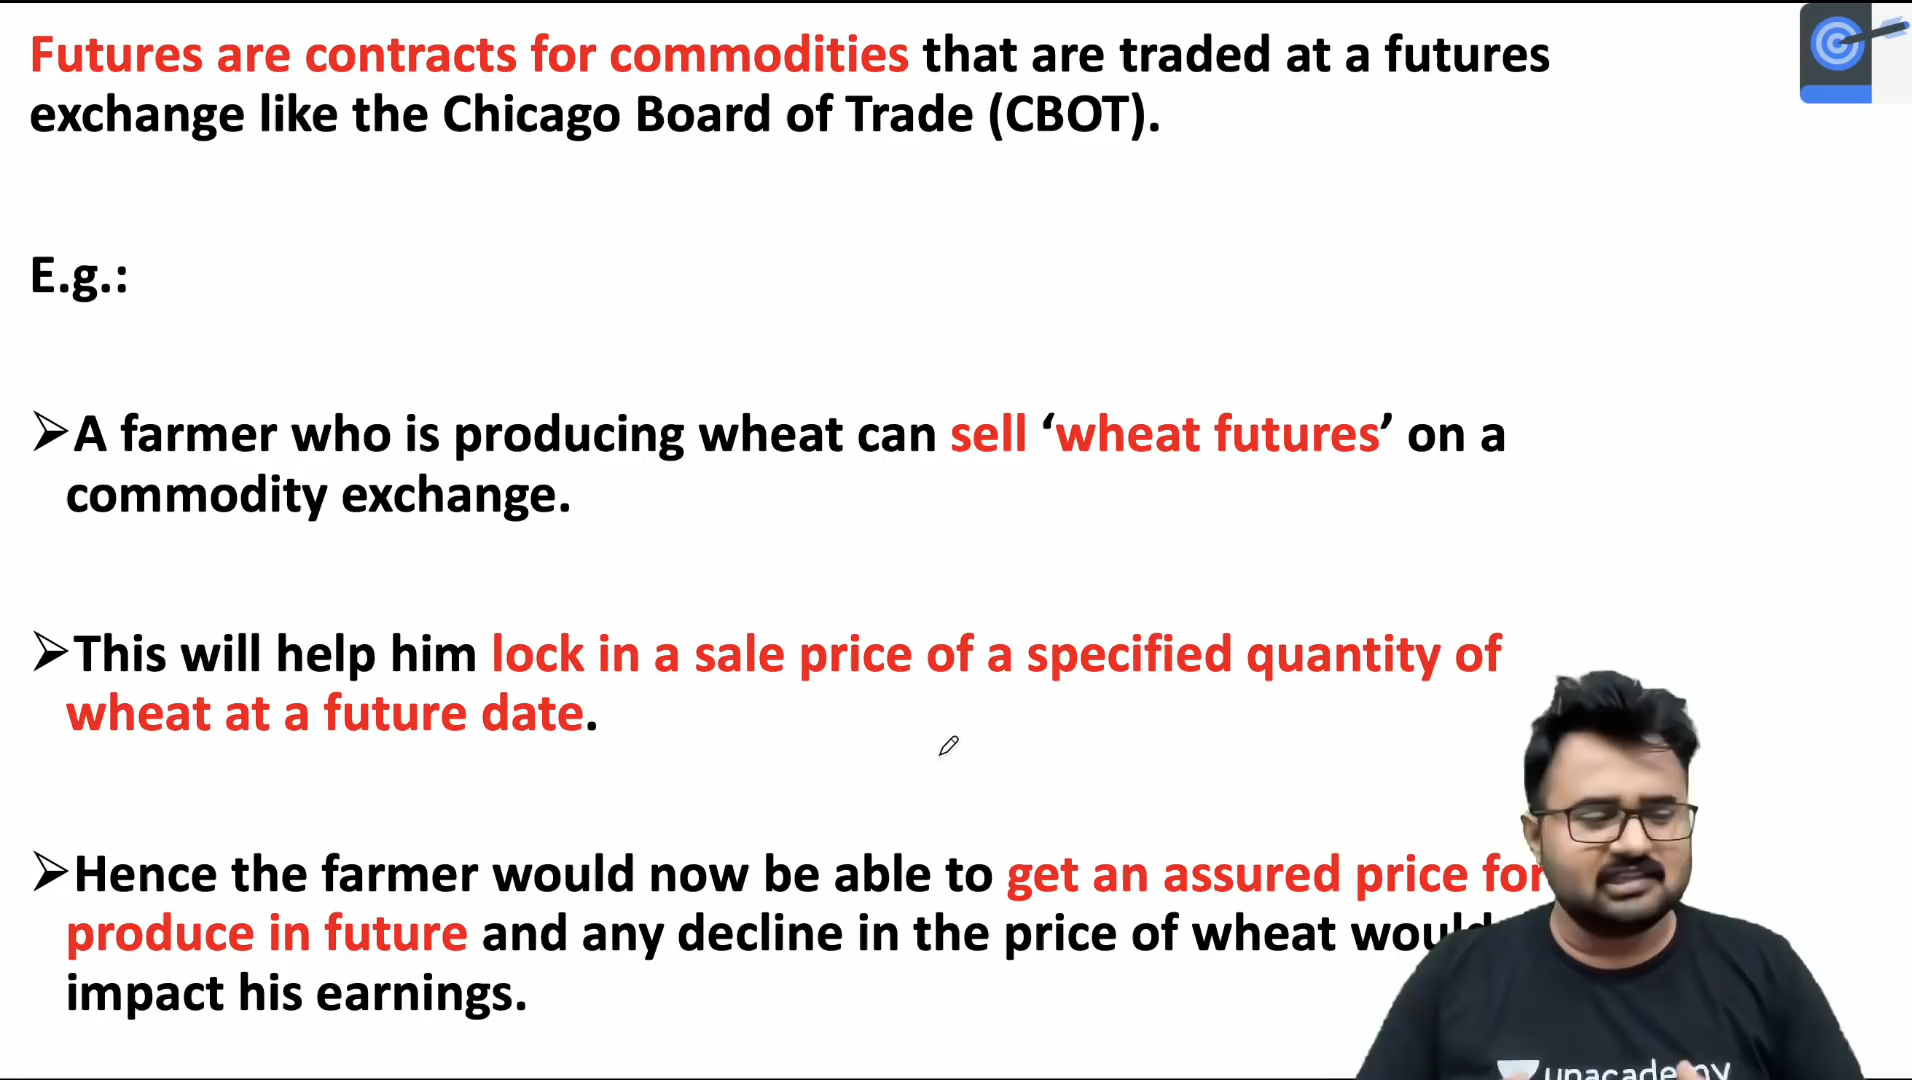 Futures are contracts for commodities that are traded at a futures
exchange like the Chicago Board of Trade (CBOT).
E.g.:
➢A farmer who is producing wheat can sell ‘wheat futures’ on a
commodity exchange.
➢This will help him lock in a sale price of a specified quantity of
wheat at a future date.
➢Hence the farmer would now be able to get an assured price for
produce in future and any decline in the price of wheat would
impact his earnings.
unacademy